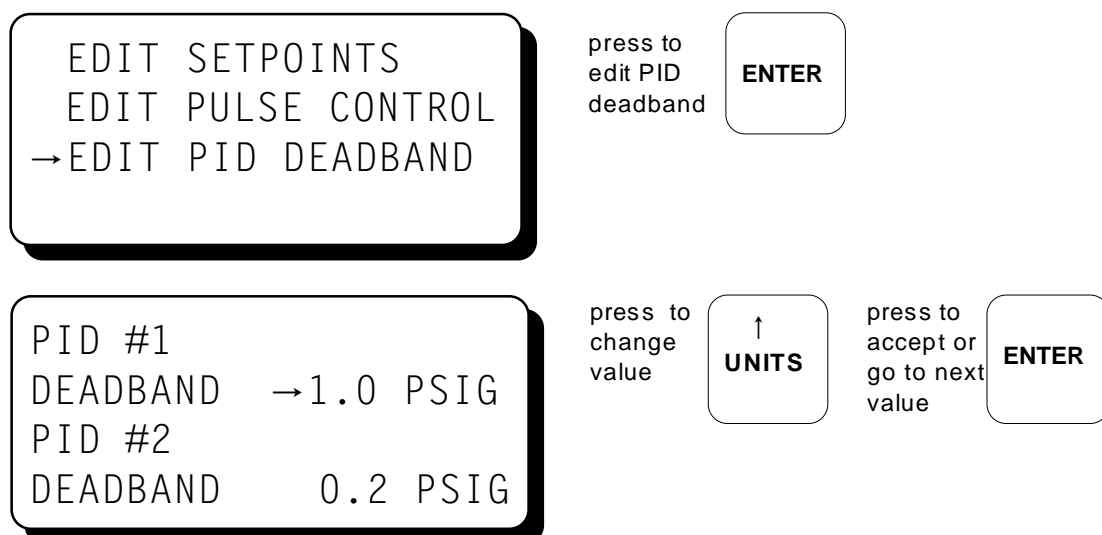 EDIT SETPOINTS
EDIT PULSE CONTROL
→EDIT PID DEADBAND
press to
edit PID
deadband
ENTER
PID #1
DEADBAND →1.0 PSIG
PID #2
DEADBAND 0.2 PSIG
press to
change
value
↑
UNITS
press to
accept or
go to next
value
ENTER